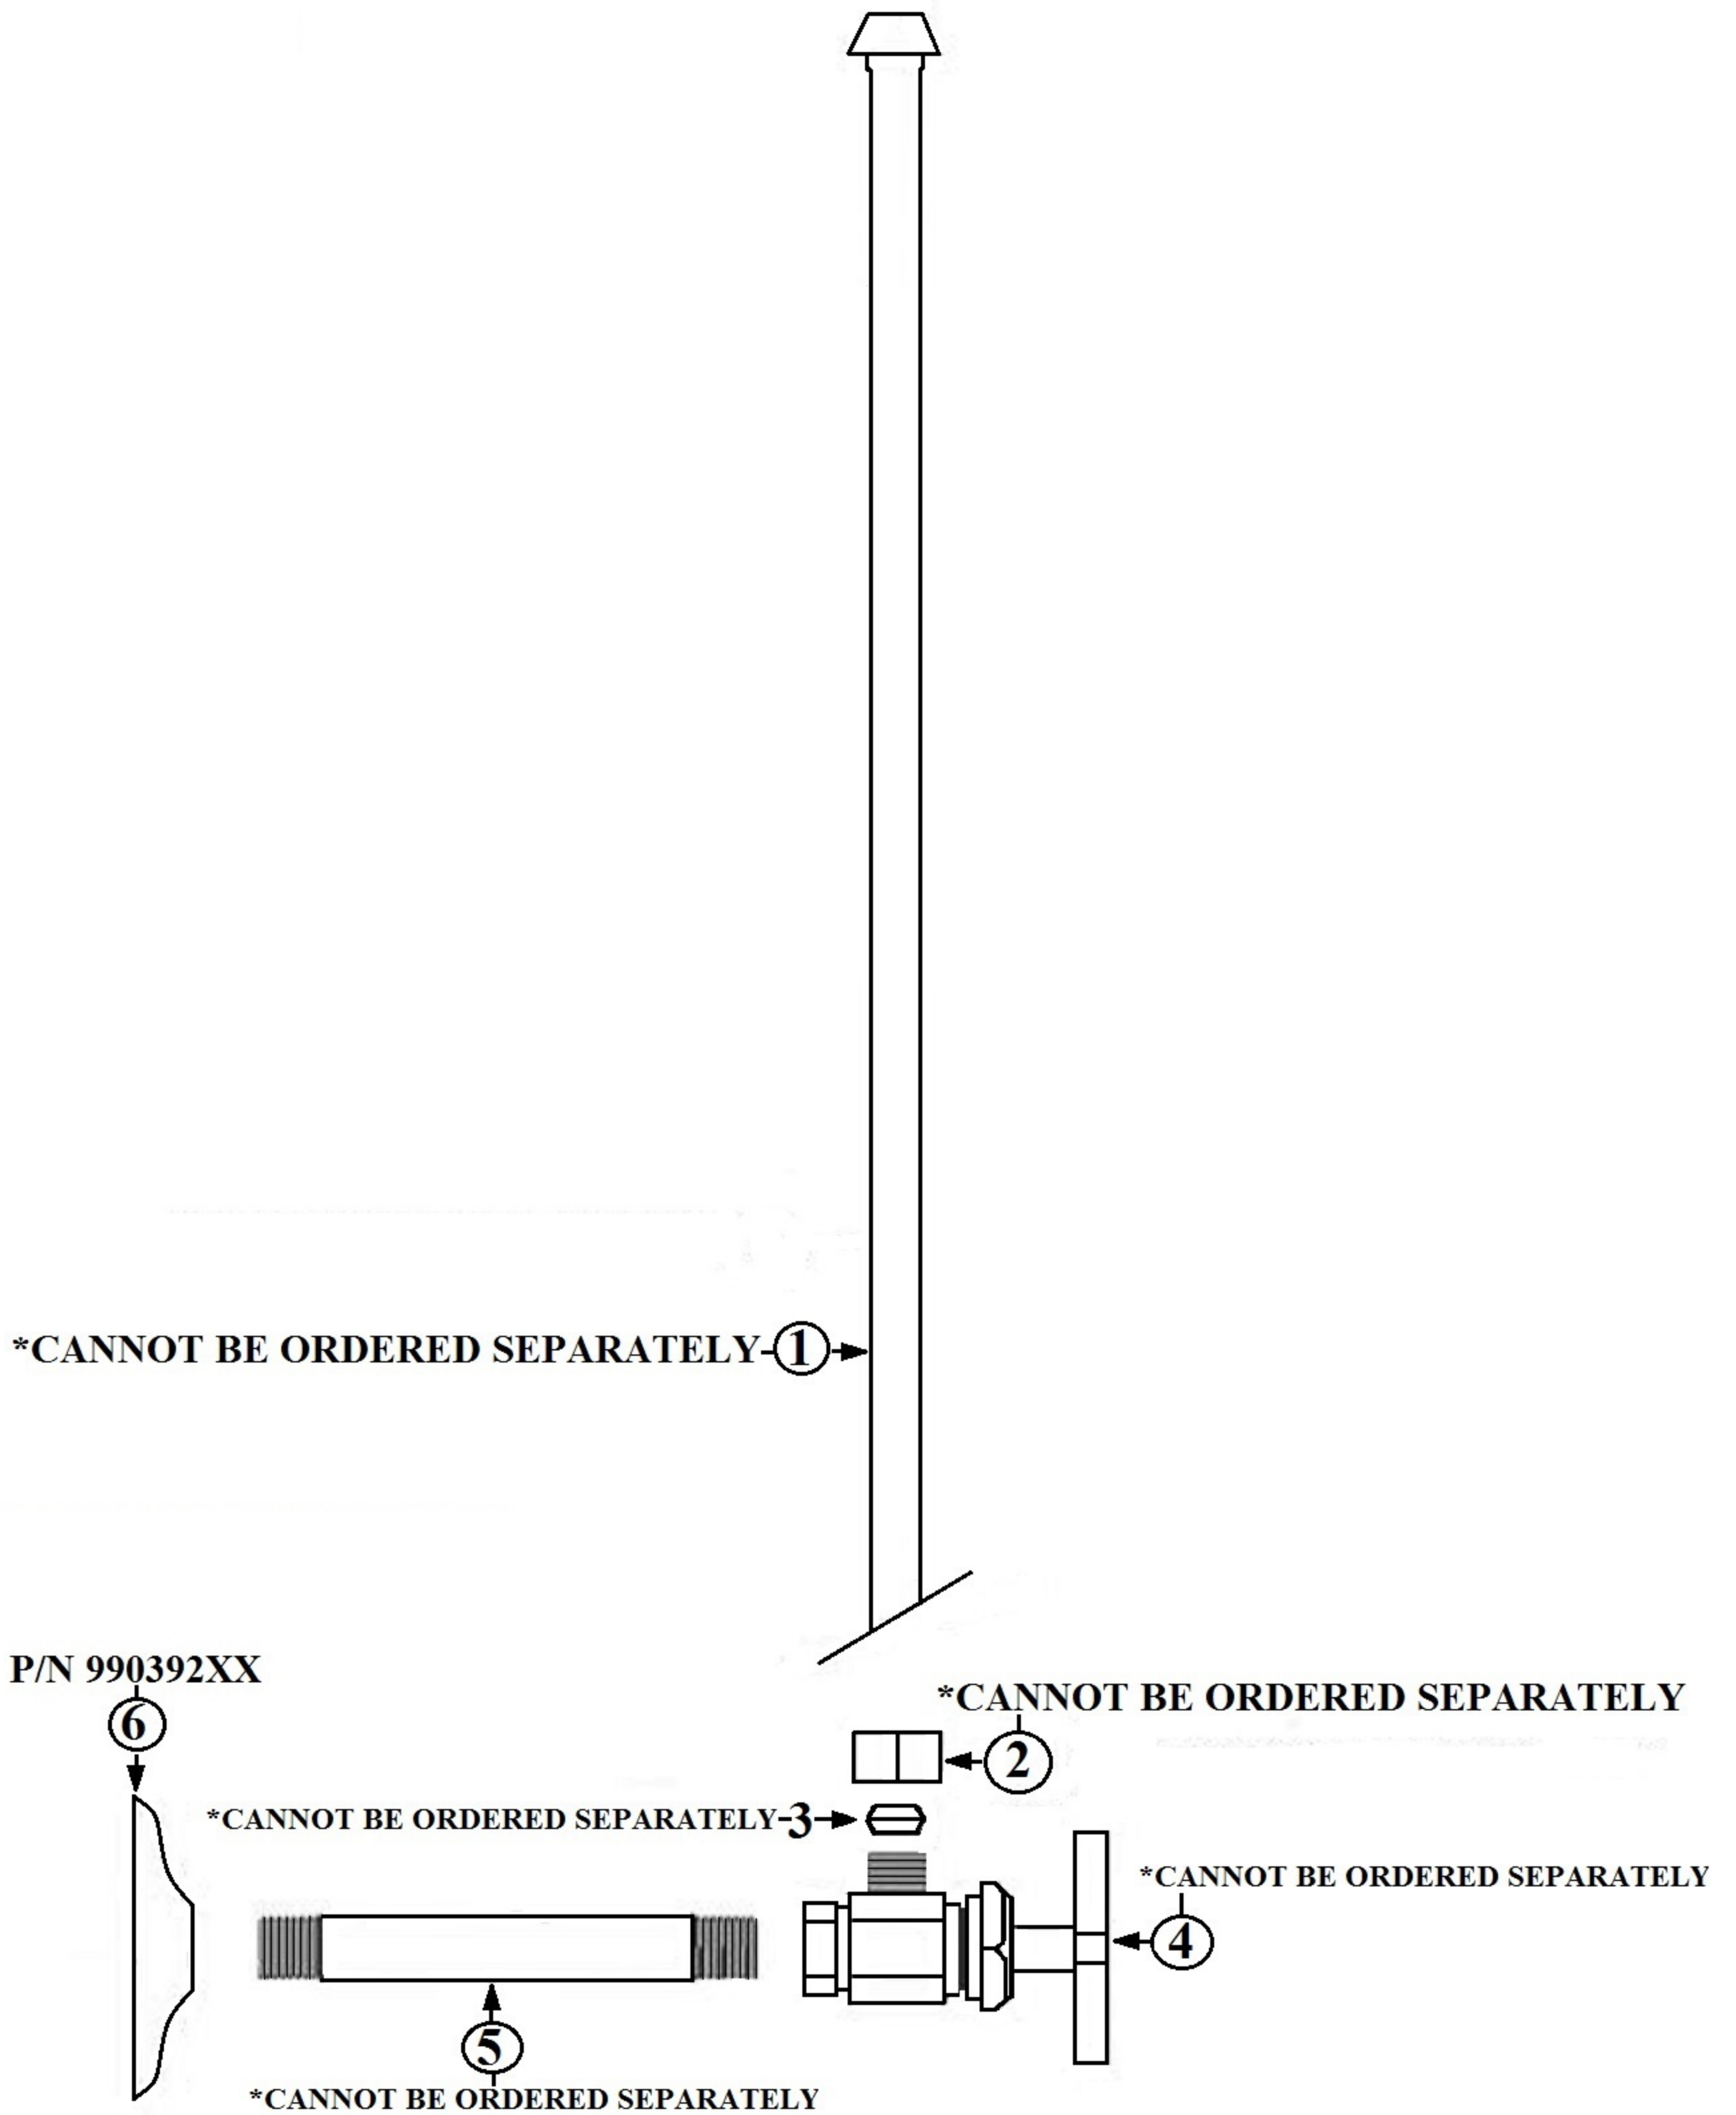 *CANNOT BE ORDERED SEPARATELY 1
P/N 990392XX
6
*CANNOT BE ORDERED SEPARATELY
2
*CANNOT BE ORDERED SEPARATELY 3
*CANNOT BE ORDERED SEPARATELY
4
5
*CANNOT BE ORDERED SEPARATELY